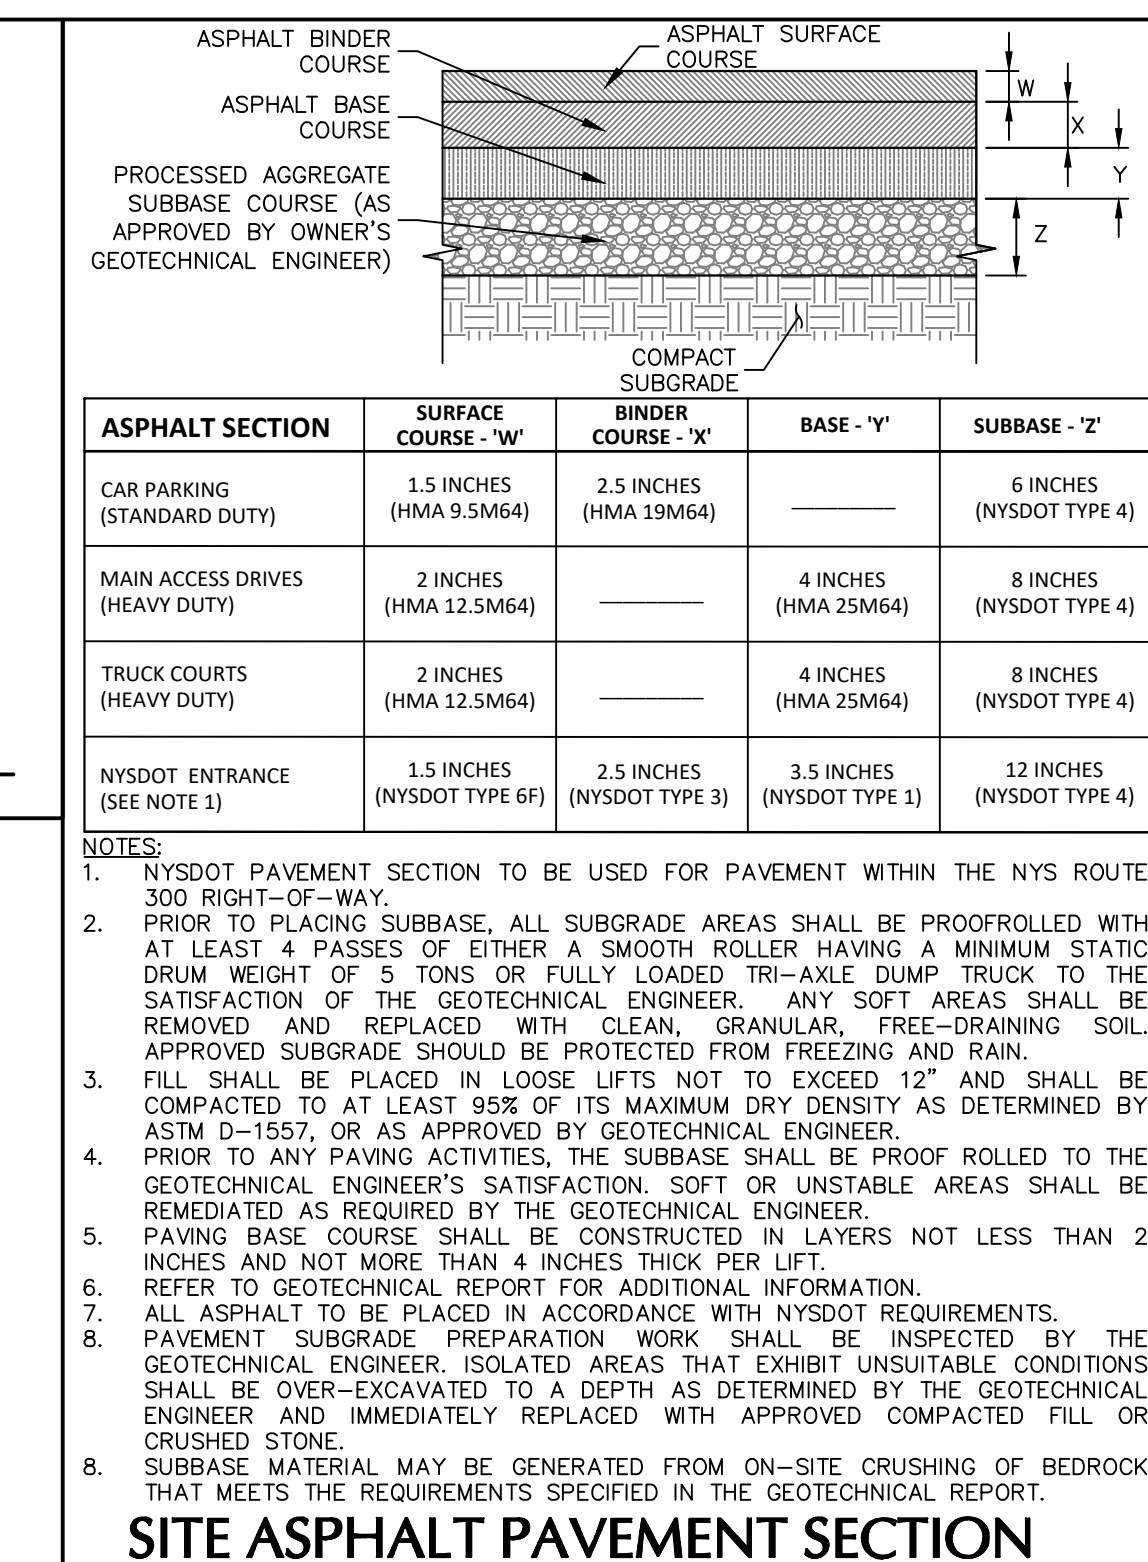 ASPHALT BINDER
COURSE
ASPHALT SURFACE
COURSE
ASPHALT BASE
COURSE
PROCESSED AGGREGATE
SUBBASE COURSE (AS
APPROVED BY OWNER'S
GEOTECHNICAL ENGINEER)
W
X
Y
Z
COMPACT
SUBGRADE
ASPHALT SECTION
SURFACE
COURSE - 'W'
BINDER
COURSE - 'X'
BASE - 'Y'
SUBBASE - 'Z'
CAR PARKING
(STANDARD DUTY)
1.5 INCHES
(HMA 9.5M64)
2.5 INCHES
(HMA 19M64)
_________
6 INCHES
(NYSDOT TYPE 4)
MAIN ACCESS DRIVES
(HEAVY DUTY)
2 INCHES
(HMA 12.5M64)
_________
4 INCHES
(HMA 25M64)
8 INCHES
(NYSDOT TYPE 4)
TRUCK COURTS
(HEAVY DUTY)
2 INCHES
(HMA 12.5M64)
_________
4 INCHES
(HMA 25M64)
8 INCHES
(NYSDOT TYPE 4)
NYSDOT ENTRANCE
(SEE NOTE 1)
1.5 INCHES
(NYSDOT TYPE 6F)
2.5 INCHES
(NYSDOT TYPE 3)
3.5 INCHES
(NYSDOT TYPE 1)
12 INCHES
(NYSDOT TYPE 4)
NOTES:
1. NYSDOT PAVEMENT SECTION TO BE USED FOR PAVEMENT WITHIN THE NYS ROUTE
300 RIGHT-OF-WAY.
2. PRIOR TO PLACING SUBBASE, ALL SUBGRADE AREAS SHALL BE PROOFROLLED WITH
AT LEAST 4 PASSES OF EITHER A SMOOTH ROLLER HAVING A MINIMUM STATIC
DRUM WEIGHT OF 5 TONS OR FULLY LOADED TRI-AXLE DUMP TRUCK TO THE
SATISFACTION OF THE GEOTECHNICAL ENGINEER. ANY SOFT AREAS SHALL BE
REMOVED AND REPLACED WITH CLEAN, GRANULAR, FREE-DRAINING SOIL.
APPROVED SUBGRADE SHOULD BE PROTECTED FROM FREEZING AND RAIN.
3. FILL SHALL BE PLACED IN LOOSE LIFTS NOT TO EXCEED 12” AND SHALL BE
COMPACTED TO AT LEAST 95% OF ITS MAXIMUM DRY DENSITY AS DETERMINED BY
ASTM D-1557, OR AS APPROVED BY GEOTECHNICAL ENGINEER.
4. PRIOR TO ANY PAVING ACTIVITIES, THE SUBBASE SHALL BE PROOF ROLLED TO THE
GEOTECHNICAL ENGINEER'S SATISFACTION. SOFT OR UNSTABLE AREAS SHALL BE
REMEDIATED AS REQUIRED BY THE GEOTECHNICAL ENGINEER.
5. PAVING BASE COURSE SHALL BE CONSTRUCTED IN LAYERS NOT LESS THAN 2
INCHES AND NOT MORE THAN 4 INCHES THICK PER LIFT.
6. REFER TO GEOTECHNICAL REPORT FOR ADDITIONAL INFORMATION.
7. ALL ASPHALT TO BE PLACED IN ACCORDANCE WITH NYSDOT REQUIREMENTS.
8. PAVEMENT SUBGRADE PREPARATION WORK SHALL BE INSPECTED BY THE
GEOTECHNICAL ENGINEER. ISOLATED AREAS THAT EXHIBIT UNSUITABLE CONDITIONS
SHALL BE OVER-EXCAVATED TO A DEPTH AS DETERMINED BY THE GEOTECHNICAL
ENGINEER AND IMMEDIATELY REPLACED WITH APPROVED COMPACTED FILL OR
CRUSHED STONE.
8. SUBBASE MATERIAL MAY BE GENERATED FROM ON-SITE CRUSHING OF BEDROCK
THAT MEETS THE REQUIREMENTS SPECIFIED IN THE GEOTECHNICAL REPORT.
SITE ASPHALT PAVEMENT SECTION